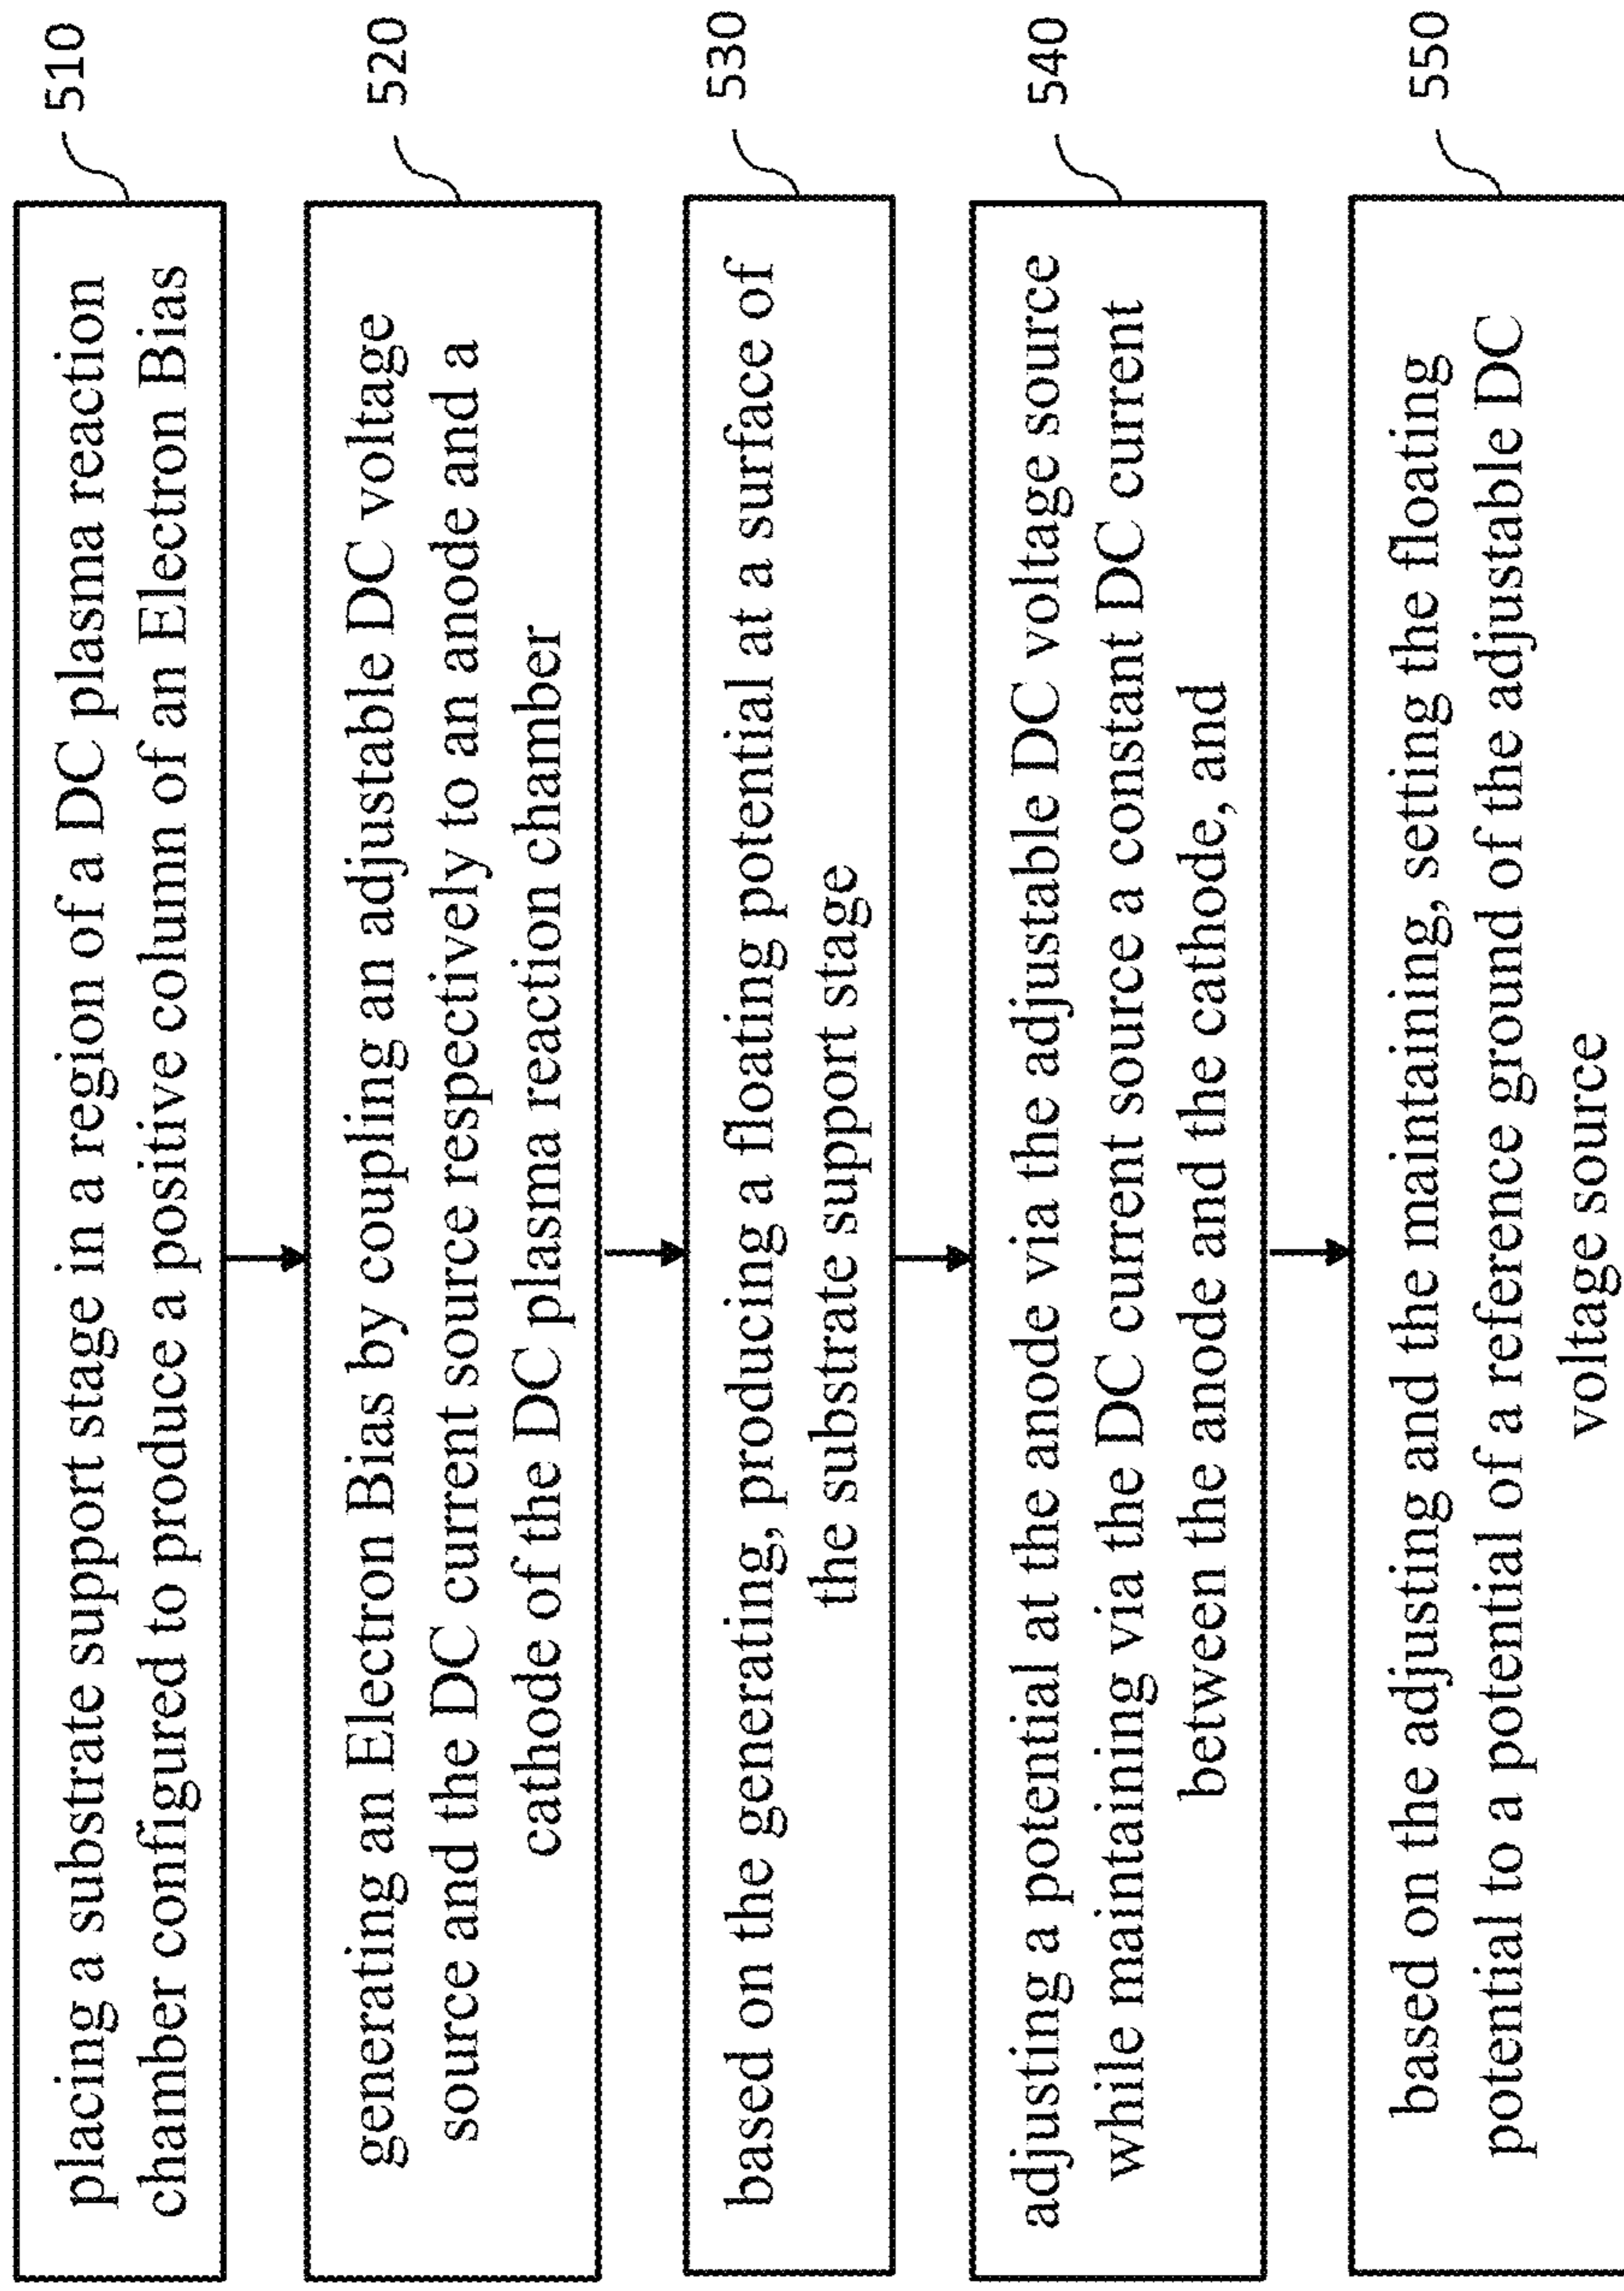 placing a substrate support stage in a region of a DC plasma reaction
chamber configured to produce a positive column of an Electron Bias
510
generating an Electron Bias by coupling an adjustable DC voltage
source and the DC current source respectively to an anode and a
cathode of the DC plasma reaction chamber
520
based on the generating, producing a floating potential at a surface of
the substrate support stage
530
adjusting a potential at the anode via the adjustable DC voltage source
while maintaining via the DC current source a constant DC current
between the anode and the cathode, and
540
based on the adjusting and the maintaining, setting the floating
potential to a potential of a reference ground of the adjustable DC
voltage source
550